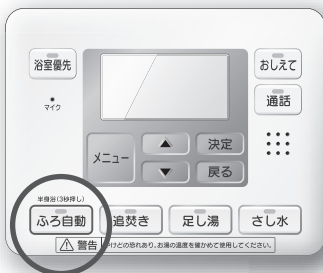 浴室優先
おしえて
マイク
通話
メニュー
▲
決定
▼
戻る
半身浴(3秒押し)
ふろ自動
追焚き
足し湯
さし水
⚠警告
やけどの恐れあり、お湯の温度を確かめて使用してください。